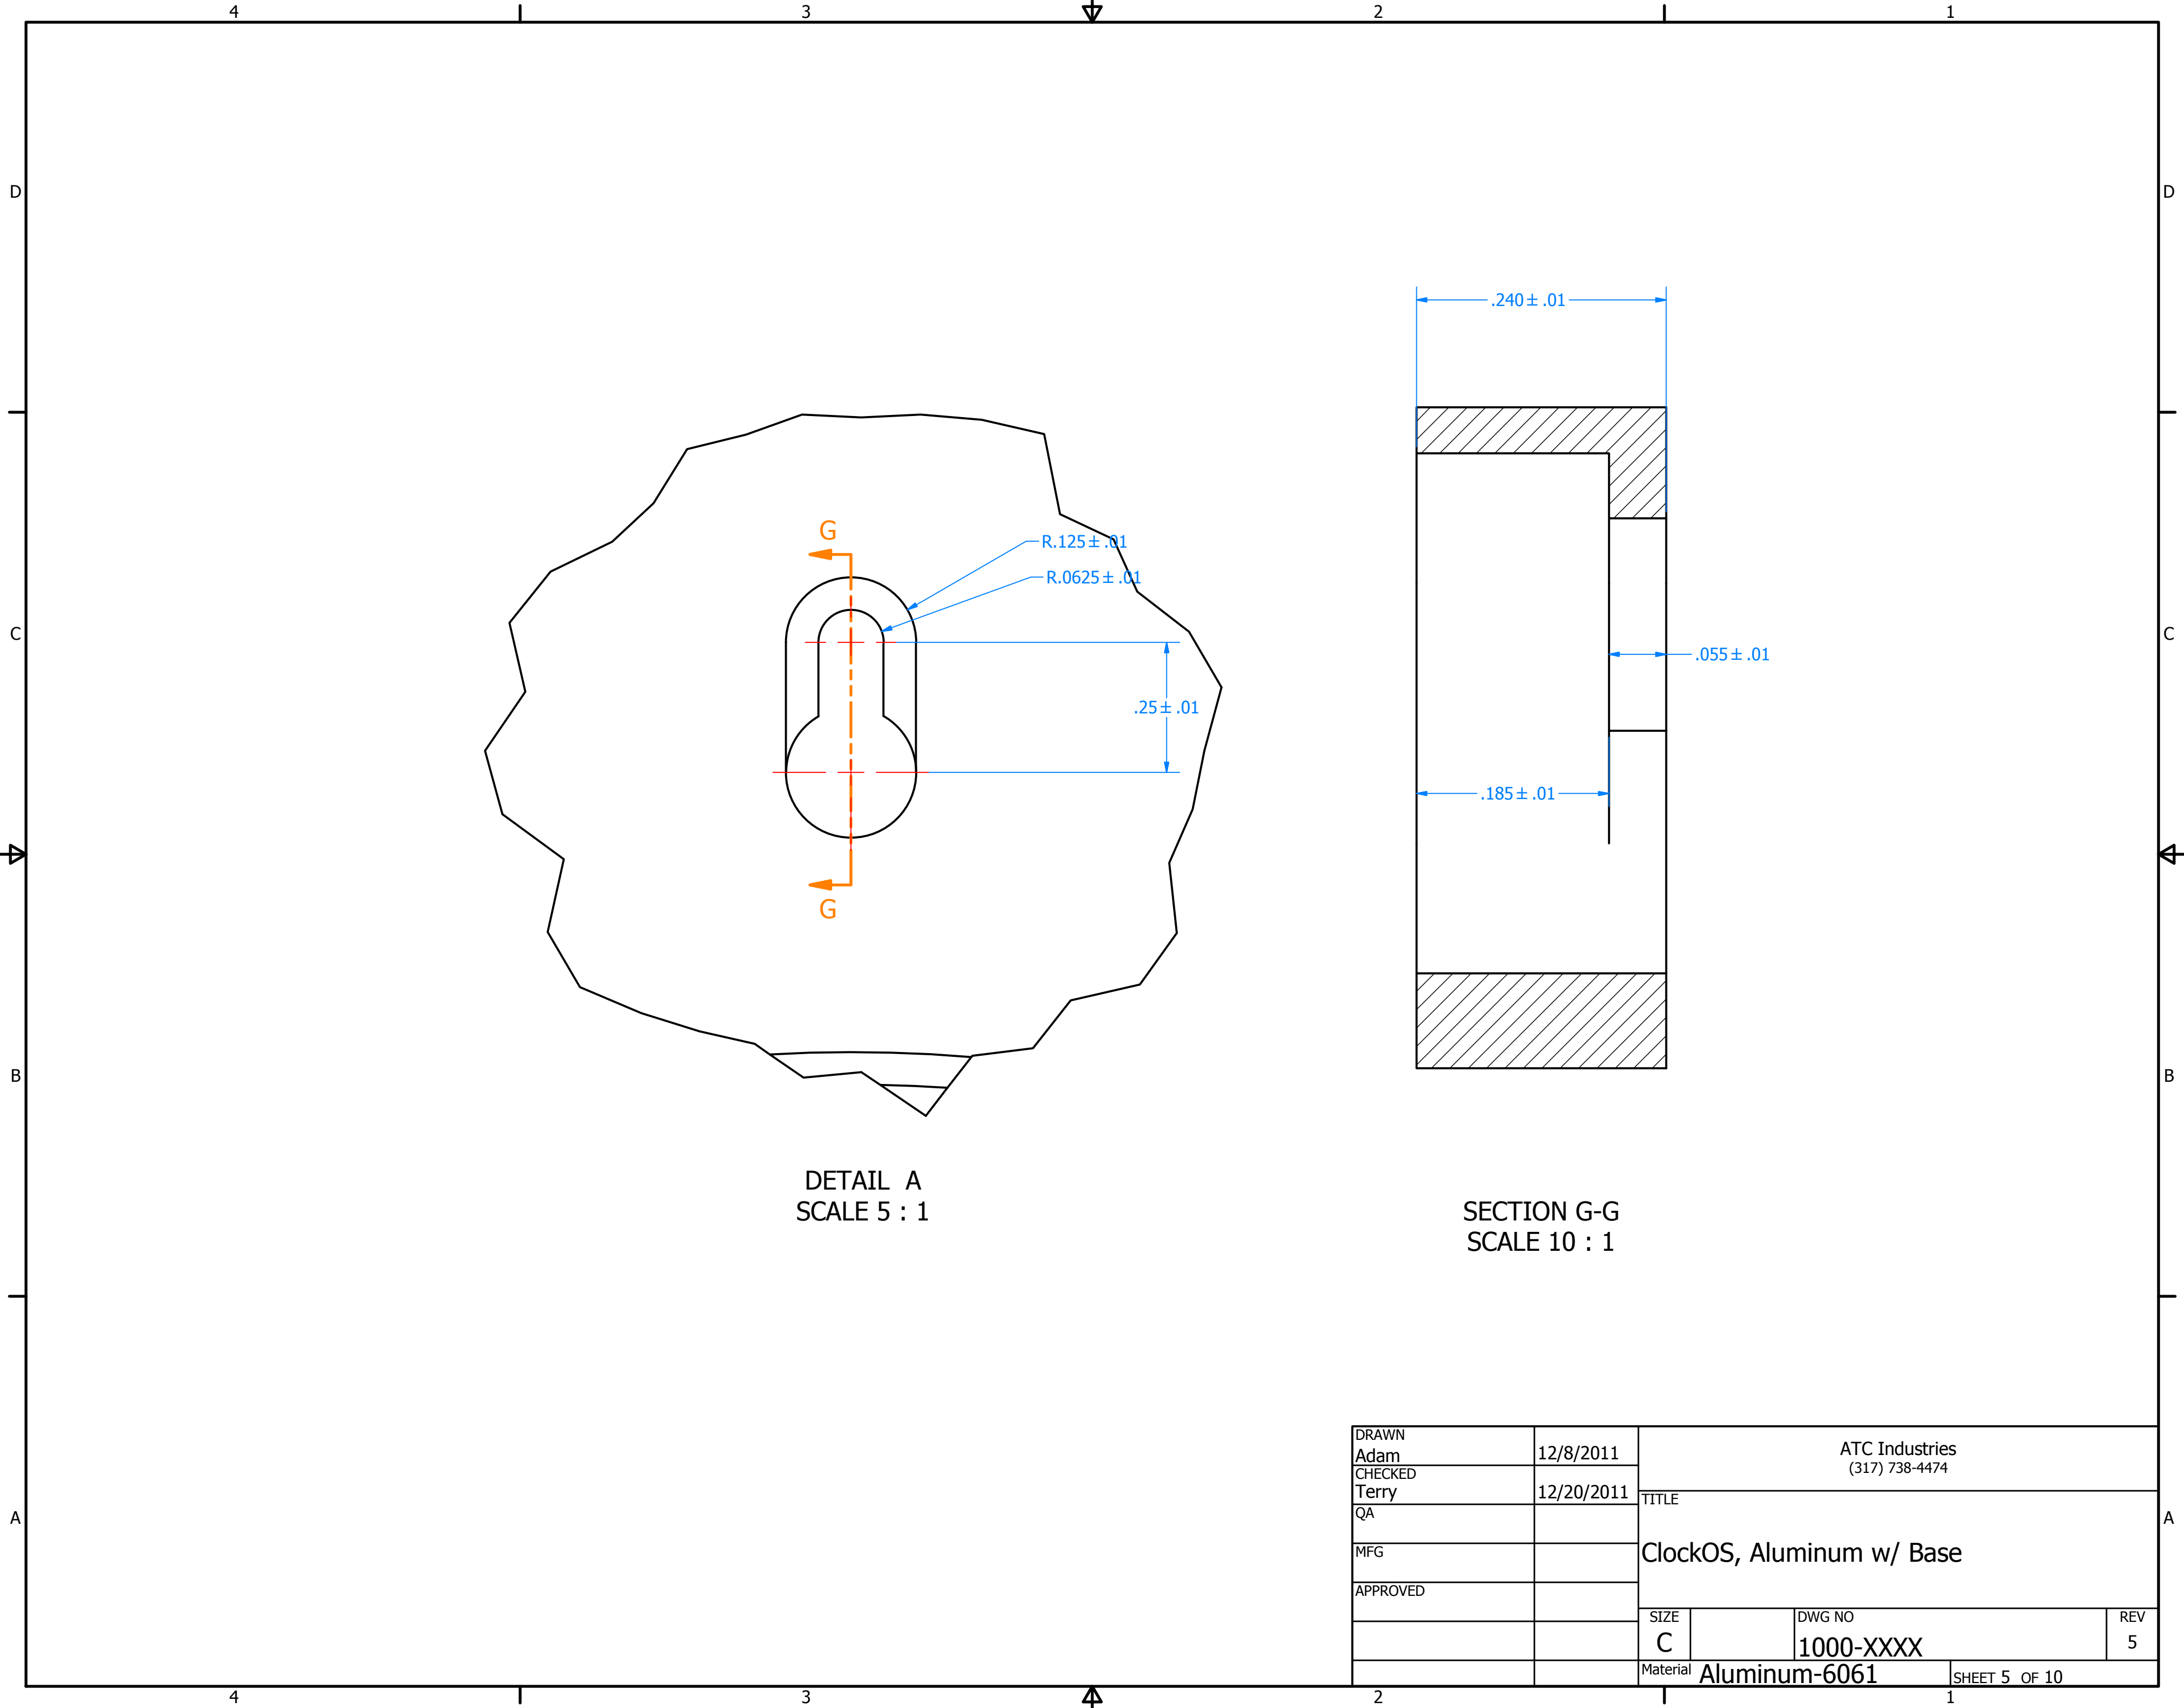 4 3 2 1
D D
.240±.01
G
R.125±.01
R.0625±.01
C C
.055±.01
.25±.01
.185±.01
G
B B
DETAIL A
SCALE 5 : 1
SECTION G-G
SCALE 10 : 1
DRAWN
Adam 12/8/2011
ATC Industries
(317) 738-4474
CHECKED
Terry 12/20/2011
TITLE
A A
QA
MFG
ClockOS, Aluminum w/ Base
APPROVED
SIZE DWG NO REV
C 1000-XXXX 5
Material Aluminum-6061 SHEET 5 OF 10
4 3 2 1